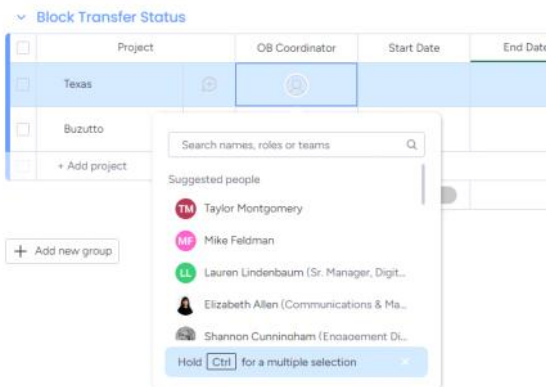 Block Transfer Status
Project OB Coordinator Start Date End Date
Texas
Buzutto
+ Add project
Search names, roles or teams
Suggested people
TM Taylor Montgomery
MF Mike Feldman
+ Add new group
LL Lauren Lindenbaum (Sr. Manager, Digit...
Elizabeth Allen (Communications & Ma...
Shannon Cunningham (Engagement Di...
Hold Ctrl for a multiple selection